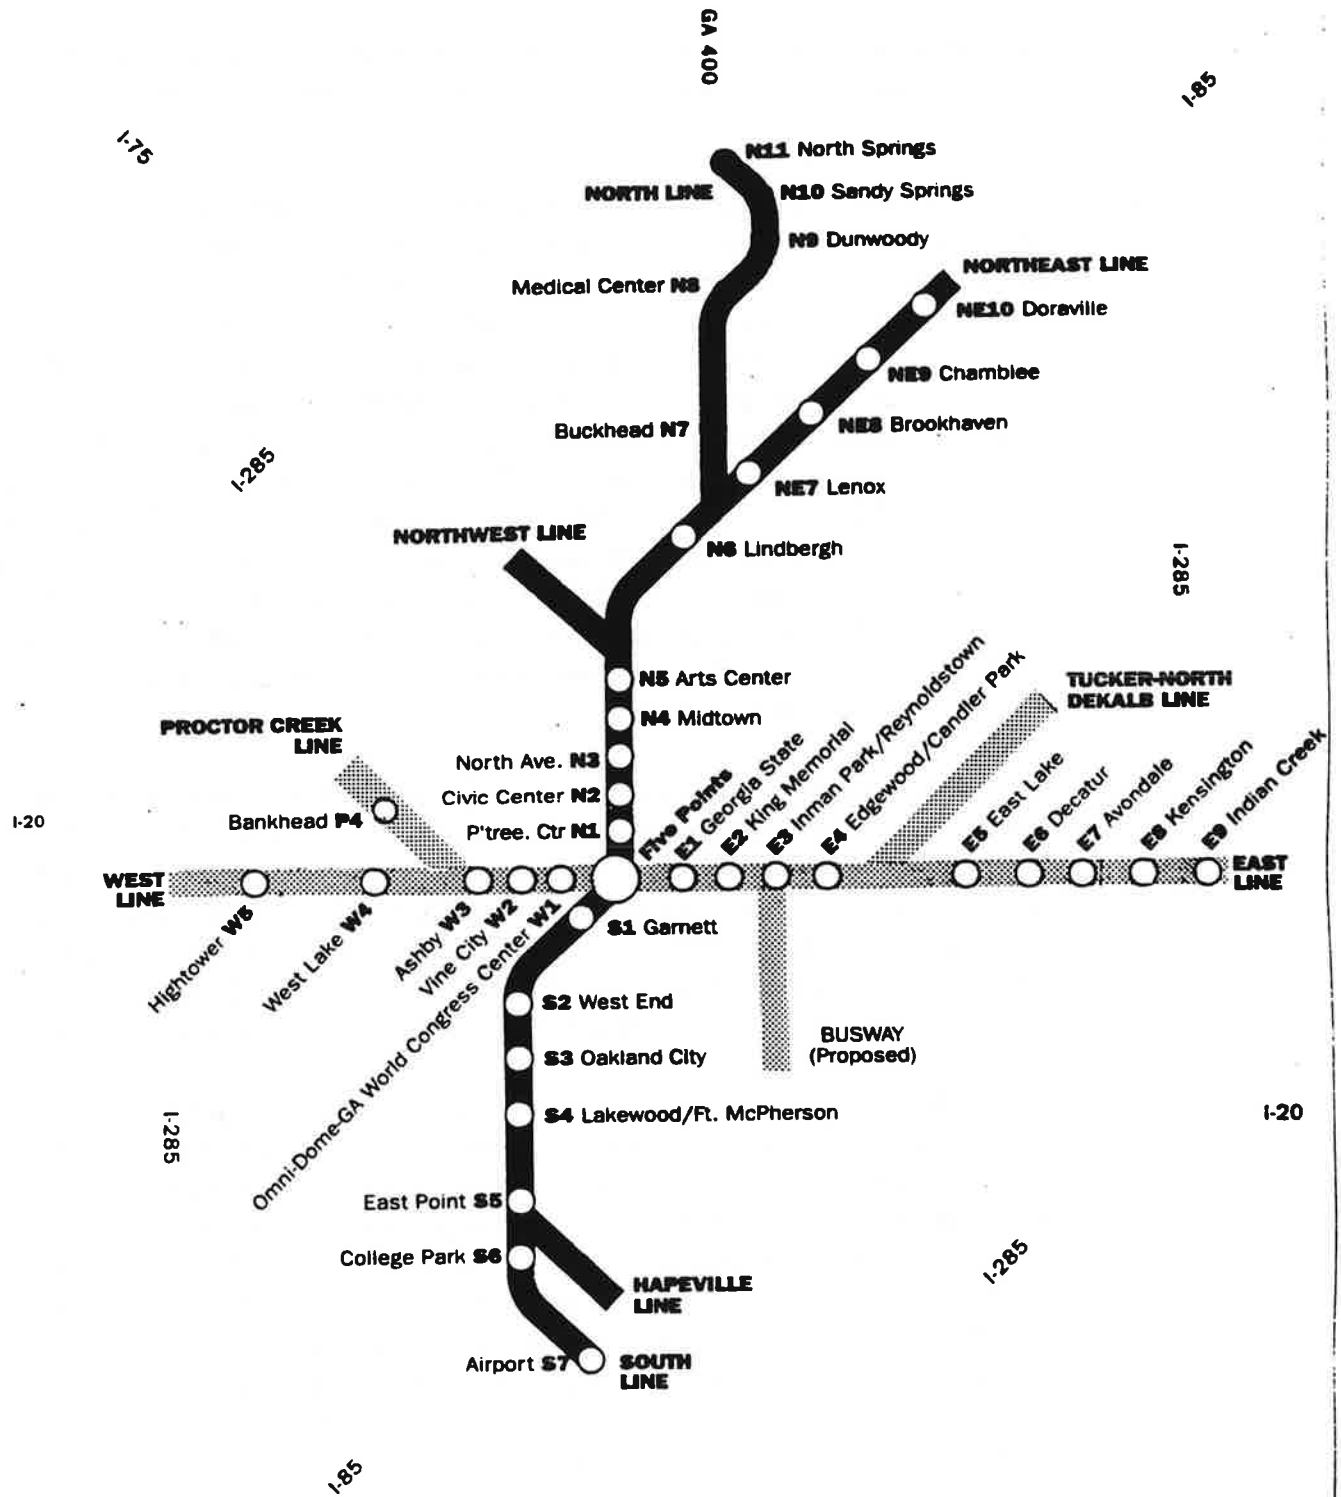 GA 400
I-85
I-75
N11 North Springs
NORTH LINE
N10 Sandy Springs
N9 Dunwoody
NORTHEAST LINE
Medical Center N8
NE10 Doraville
NE9 Chamblee
NE8 Brookhaven
Buckhead N7
I-285
NE7 Lenox
NORTHWEST LINE
N6 Lindbergh
I-285
N5 Arts Center
TUCKER-NORTH
DEKALB LINE
N4 Midtown
PROCTOR CREEK
LINE
North Ave. N3
Civic Center N2
Bankhead P4
I-20
P'tree. Ctr N1
Five Points
E1 Georgia State
E2 King Memorial
E3 Inman Park/Reynoldstown
E4 Edgewood/Candler Park
E5 East Lake
E6 Decatur
E7 Avondale
E8 Kensington
E9 Indian Creek
EAST
LINE
WEST
LINE
Hightower W5
West Lake W4
Ashby W3
Vine City W2
Omni-Dome-GA World Congress Center W1
S1 Garnett
S2 West End
BUSWAY
(Proposed)
S3 Oakland City
S4 Lakewood/Ft. McPherson
I-20
I-285
East Point S5
College Park S6
I-285
HAPEVILLE
LINE
Airport S7
SOUTH
LINE
I-85